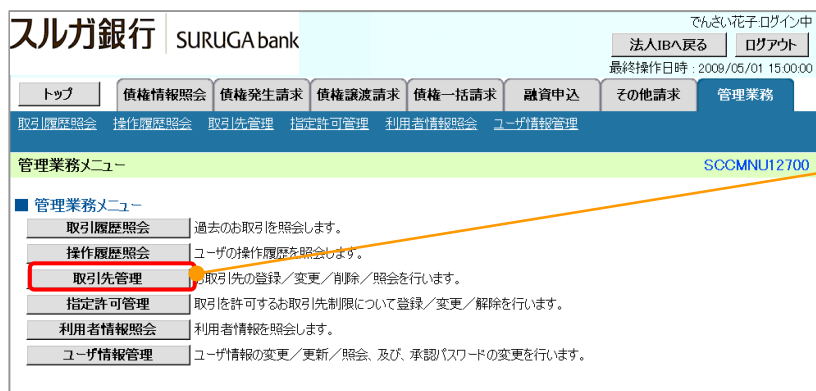 スルガ銀行 SURUGA bank
でんさい花子:ログイン中
法人IBへ戻る ログアウト
最終操作日時:2009/05/01 15:00:00
トップ 債権情報照会 債権発生請求 債権譲渡請求 債権一括請求 融資申込 その他請求 管理業務
取引履歴照会 操作履歴照会 取引先管理 指定許可管理 利用者情報照会 ユーザ情報管理
管理業務メニュー SCCMNU12700
■ 管理業務メニュー
取引履歴照会 過去のお取引を照会します。
操作履歴照会 ユーザの操作履歴を照会します。
取引先管理 お取引先の登録/変更/削除/照会を行います。
指定許可管理 取引を許可するお取引先制限について登録/変更/解除を行います。
利用者情報照会 利用者情報を照会します。
ユーザ情報管理 ユーザ情報の変更/更新/照会、及び、承認パスワードの変更を行います。